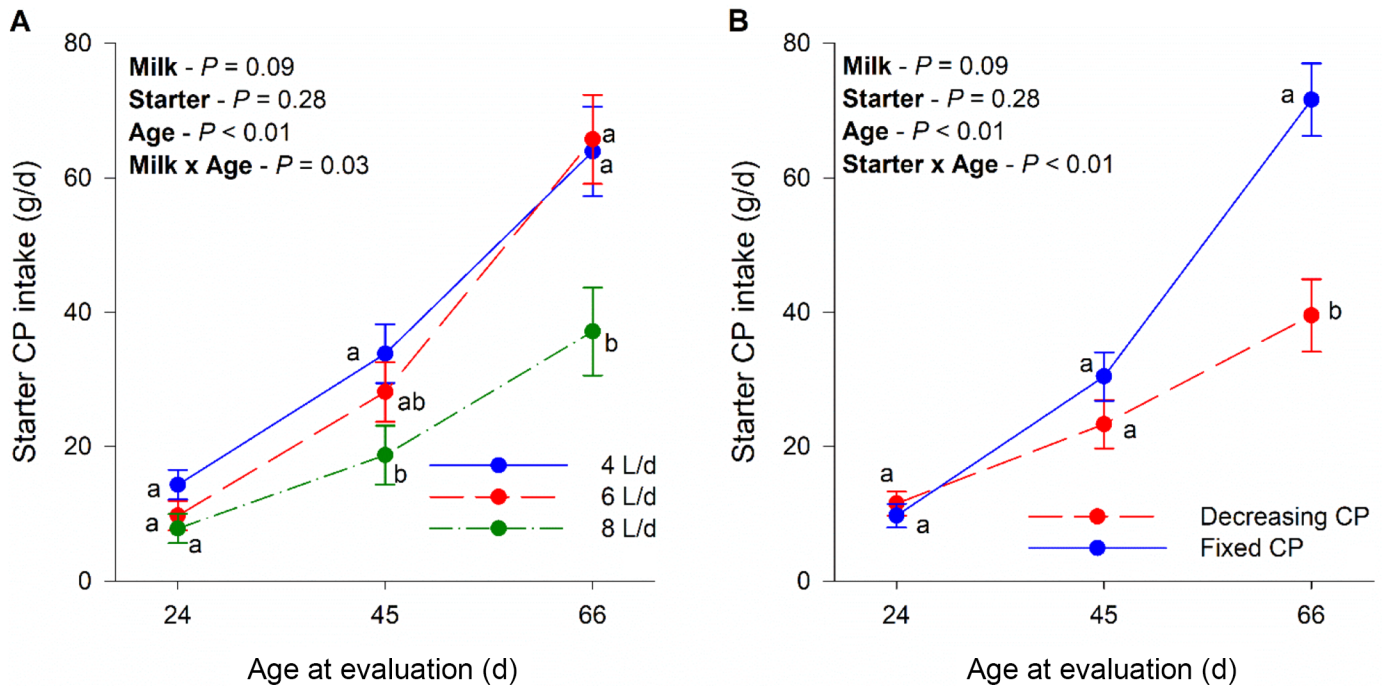 A
Milk - P = 0.09
Starter - P = 0.28
Age - P < 0.01
Milk x Age - P = 0.03
Starter CP intake (g/d)
80
60
40
20
0
a
a
a
a
a
ab
b
a
a
b
4 L/d
6 L/d
8 L/d
24
45
66
Age at evaluation (d)
B
Milk - P = 0.09
Starter - P = 0.28
Age - P < 0.01
Starter x Age - P < 0.01
Starter CP intake (g/d)
80
60
40
20
0
a
a
a
a
a
b
Decreasing CP
Fixed CP
24
45
66
Age at evaluation (d)